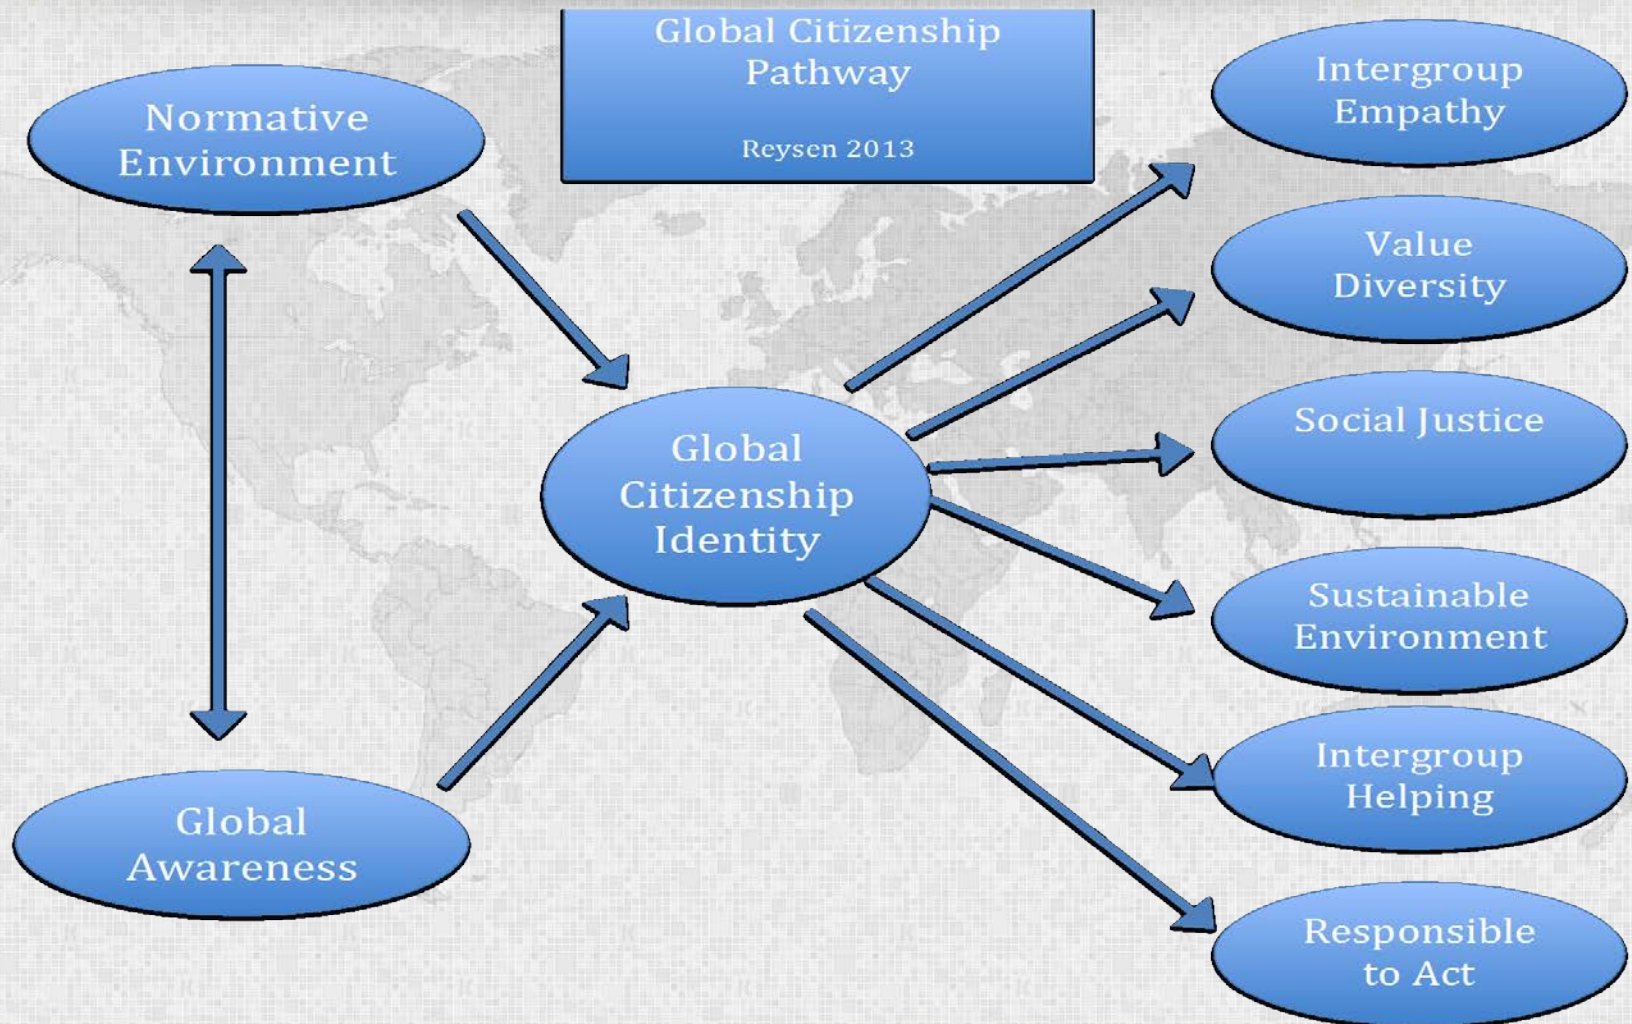 Global Citizenship
Pathway
Reysen 2013
Normative
Environment
Global
Awareness
Global
Citizenship
Identity
Intergroup
Empathy
Value
Diversity
Social Justice
Sustainable
Environment
Intergroup
Helping
Responsible
to Act